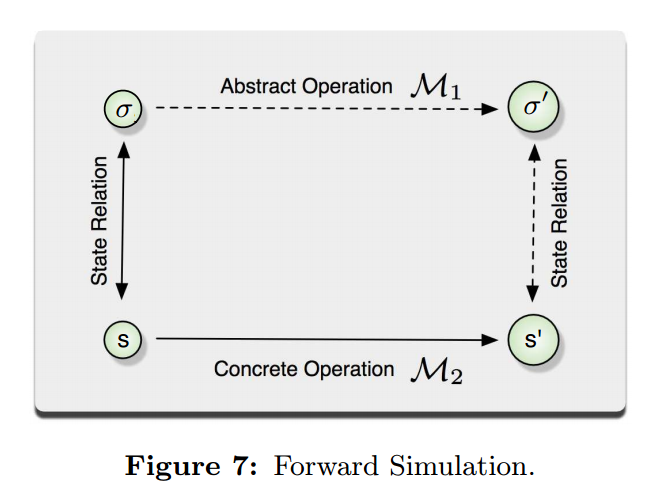 Abstract Operation M₁
σ
σ′
State Relation
State Relation
s
s'
Concrete Operation M₂
Figure 7: Forward Simulation.